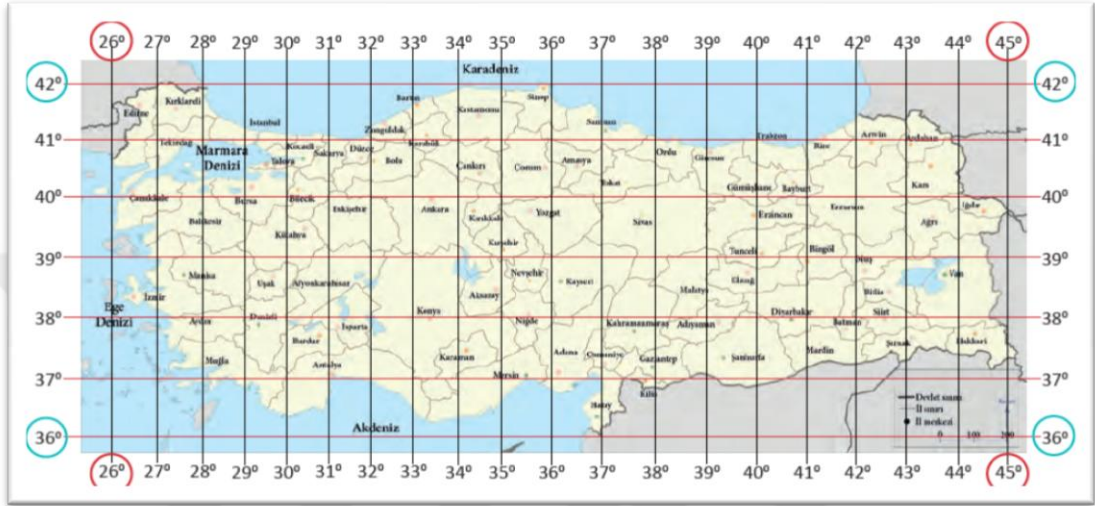 26° 27° 28° 29° 30° 31° 32° 33° 34° 35° 36° 37° 38° 39° 40° 41° 42° 43° 44° 45°
Karadeniz
42° 42°
Kırklareli Bartın Kastamonu Sinop
Edirne İstanbul Zonguldak Samsun
41° Tekirdağ Kocaeli Sakarya Düzce Karabük Trabzon Rize Artvin Ardahan 41°
Marmara
Denizi
Yalova Bolu Çankırı Çorum Amasya Ordu Giresun
Tokat Gümüşhane Bayburt Kars
40° Çanakkale Bursa Bilecik 40°
Eskişehir Ankara Kırıkkale Yozgat Sivas Erzincan Erzurum Ağrı Iğdır
Balıkesir Kütahya Kırşehir Tunceli Bingöl Muş
39° 39°
Manisa Uşak Afyonkarahisar Nevşehir Kayseri Elazığ Van
İzmir Aksaray Malatya Bitlis
Ege
Denizi
Konya Diyarbakır Siirt
38° Aydın Denizli Isparta Niğde Kahramanmaraş Adıyaman Batman 38°
Burdur Şırnak Hakkari
Muğla Antalya Karaman Adana Osmaniye Gaziantep Şanlıurfa Mardin
37° Mersin 37°
Kilis
Hatay
Devlet sınırı
İl sınırı
İl merkezi
0 100 200
Akdeniz
36° 36°
26° 27° 28° 29° 30° 31° 32° 33° 34° 35° 36° 37° 38° 39° 40° 41° 42° 43° 44° 45°